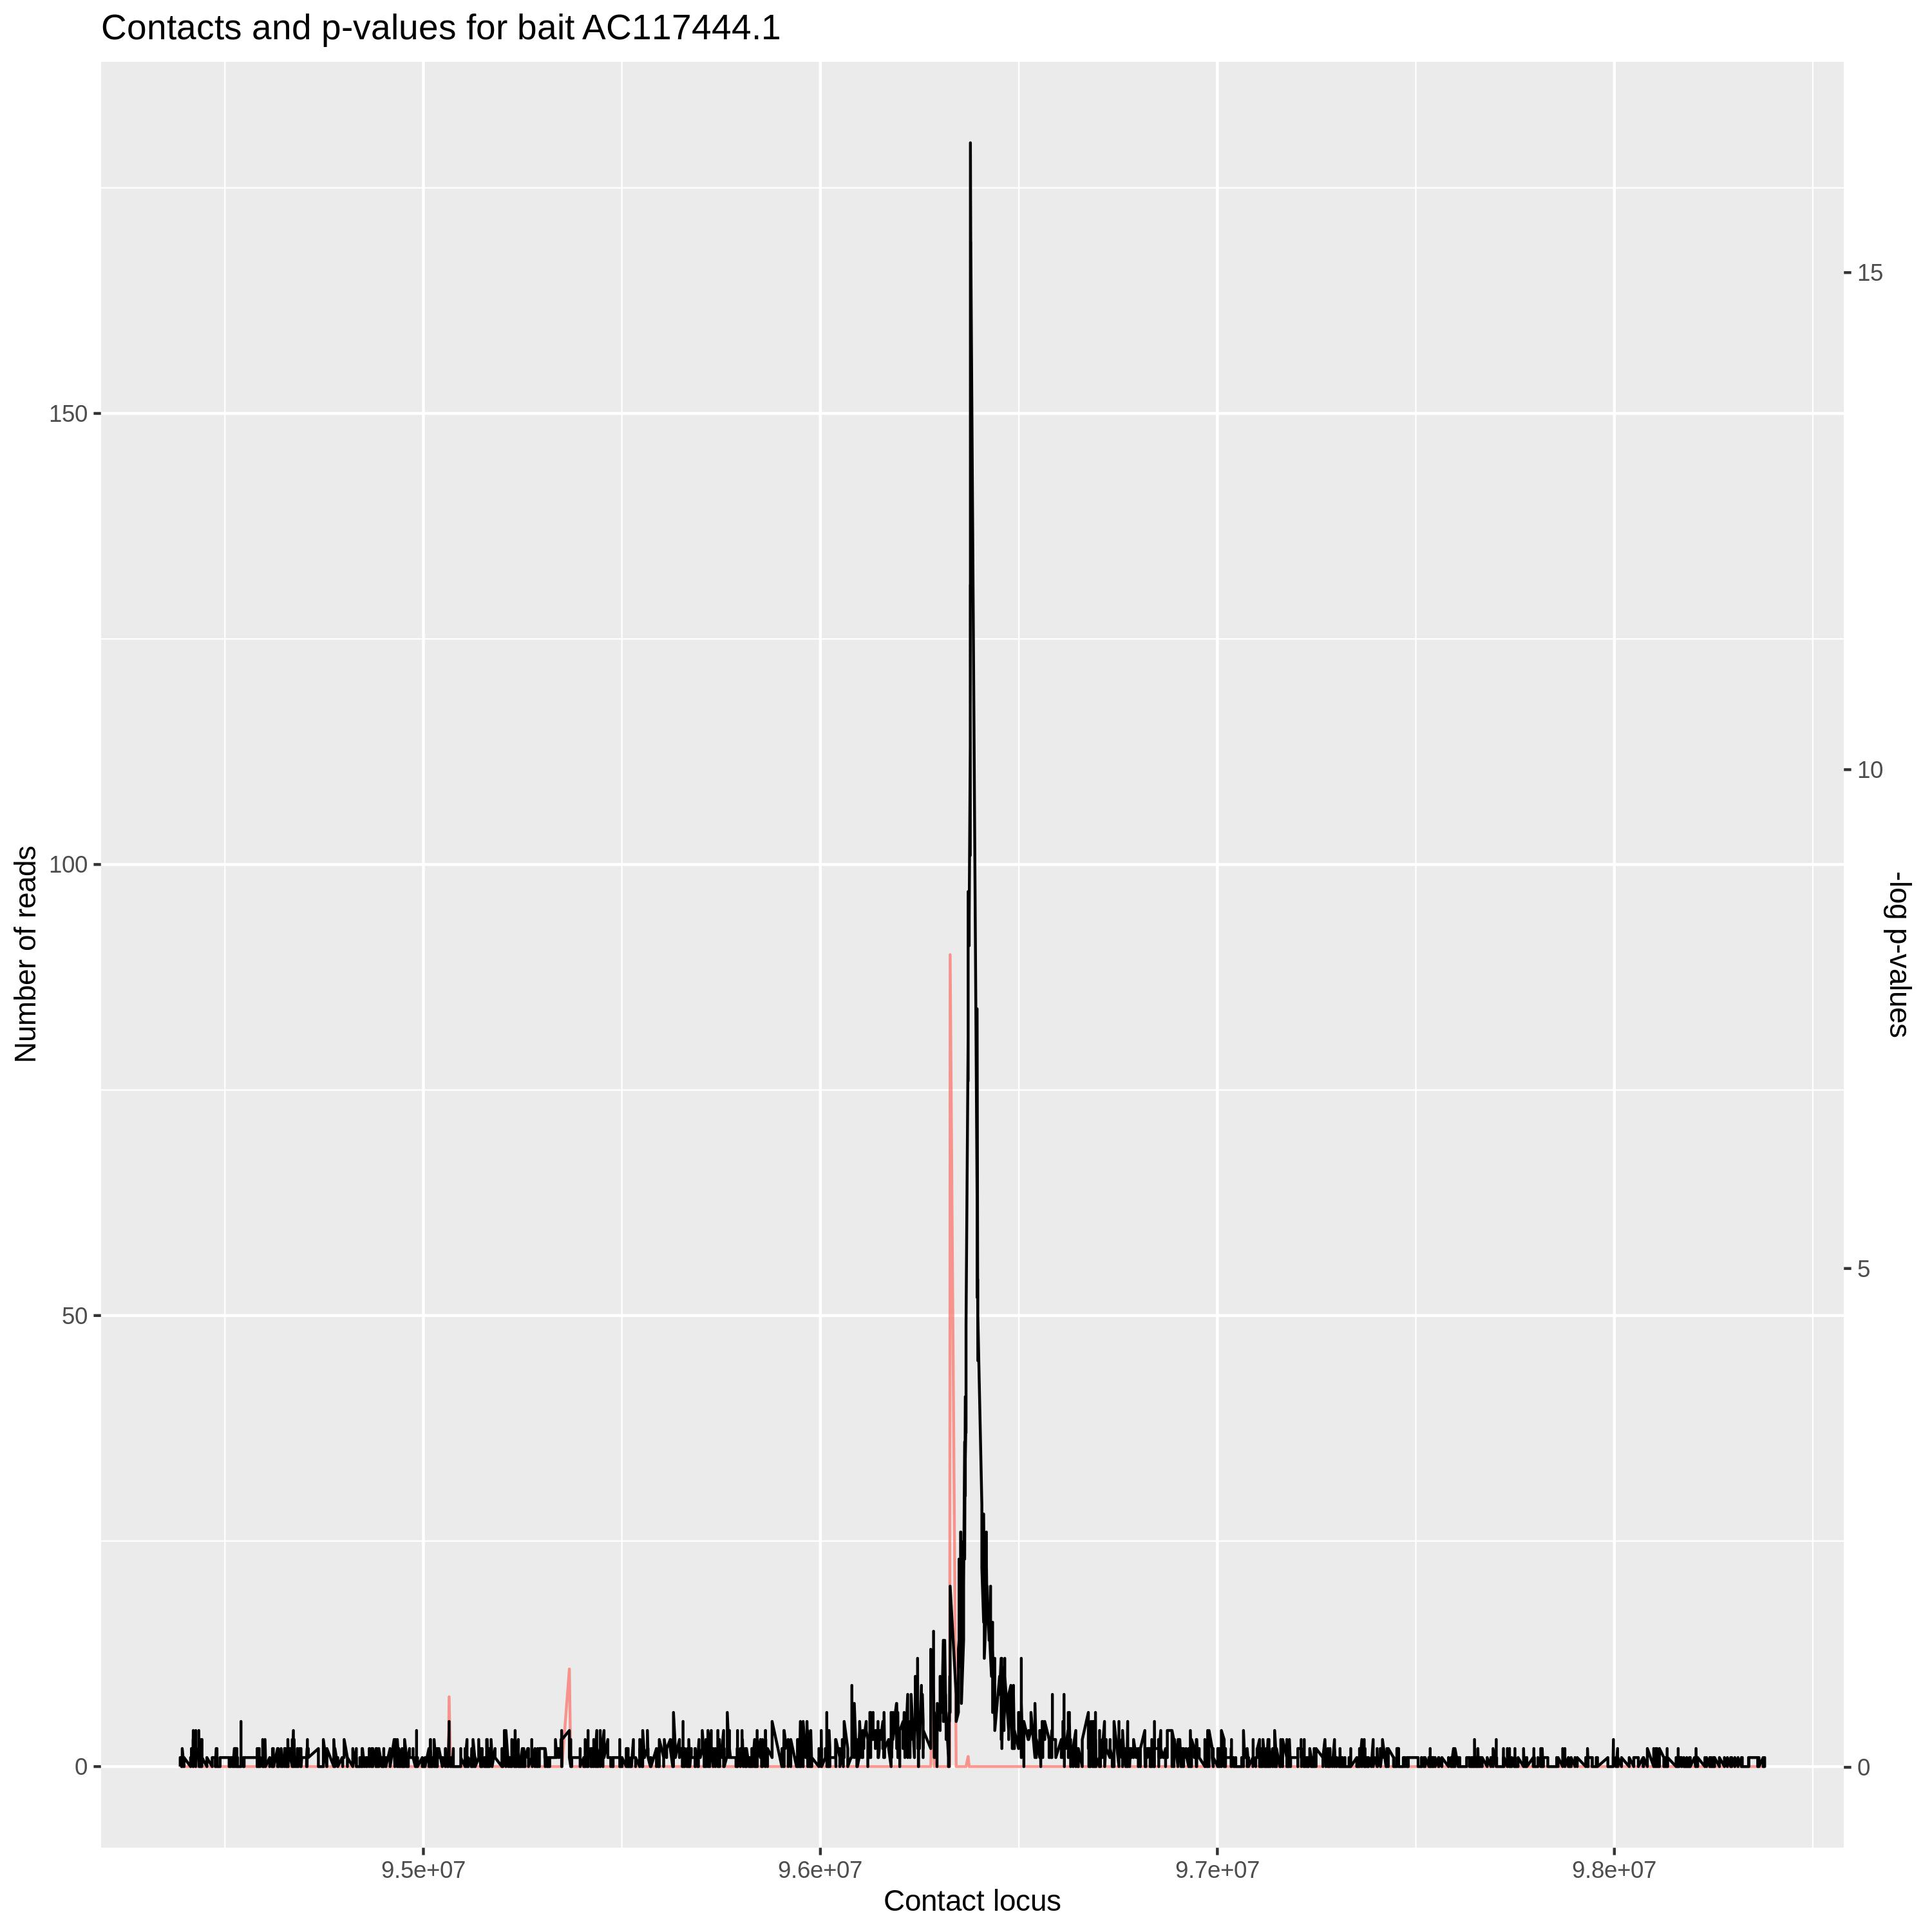 Contacts and p-values for bait AC117444.1
150
100
50
0
Number of reads
15
10
5
0
-log p-values
9.5e+07 9.6e+07 9.7e+07 9.8e+07
Contact locus